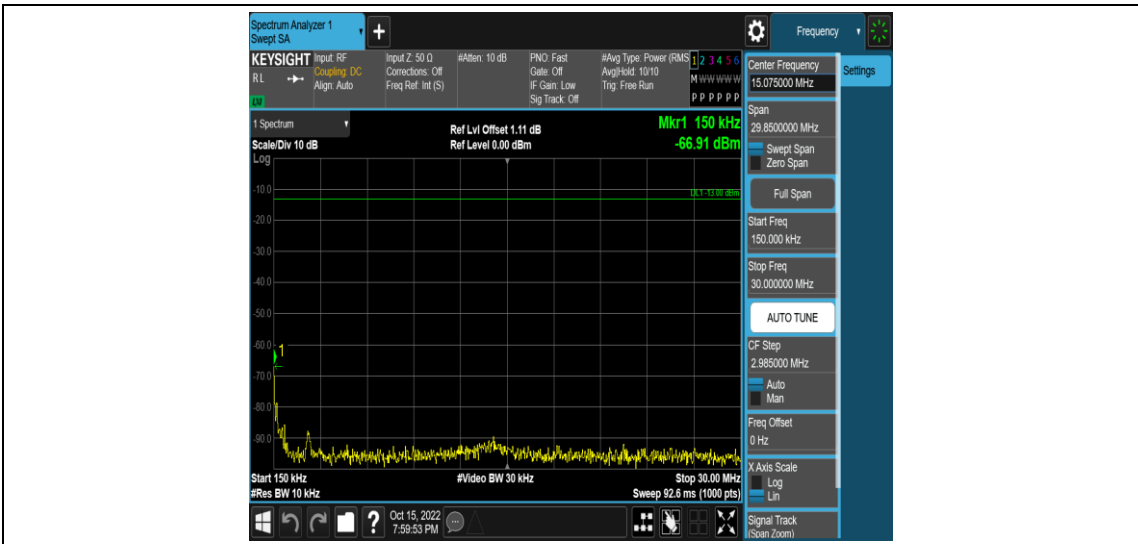 Spectrum Analyzer 1
Swept SA
+
Frequency
KEYSIGHT
RL
LXI
Input: RF
Coupling: DC
Align: Auto
Input Z: 50 Ω
Corrections: Off
Freq Ref: Int (S)
#Atten: 10 dB
PNO: Fast
Gate: Off
IF Gain: Low
Sig Track: Off
#Avg Type: Power (RMS
Avg|Hold: 10/10
Trig: Free Run
1 2 3 4 5 6
M W W W W W
P P P P P P
1 Spectrum
Scale/Div 10 dB
Log
Ref Lvl Offset 1.11 dB
Ref Level 0.00 dBm
Mkr1 150 kHz
-66.91 dBm
DL1 -13.00 dBm
-10.0
-20.0
-30.0
-40.0
-50.0
-60.0
1
-70.0
-80.0
-90.0
Start 150 kHz
#Video BW 30 kHz
Stop 30.00 MHz
#Res BW 10 kHz
Sweep 92.6 ms (1000 pts)
?
Oct 15, 2022
7:59:53 PM
Center Frequency
15.075000 MHz
Settings
Span
29.8500000 MHz
Swept Span
Zero Span
Full Span
Start Freq
150.000 kHz
Stop Freq
30.000000 MHz
AUTO TUNE
CF Step
2.985000 MHz
Auto
Man
Freq Offset
0 Hz
X Axis Scale
Log
Lin
Signal Track
(Span Zoom)